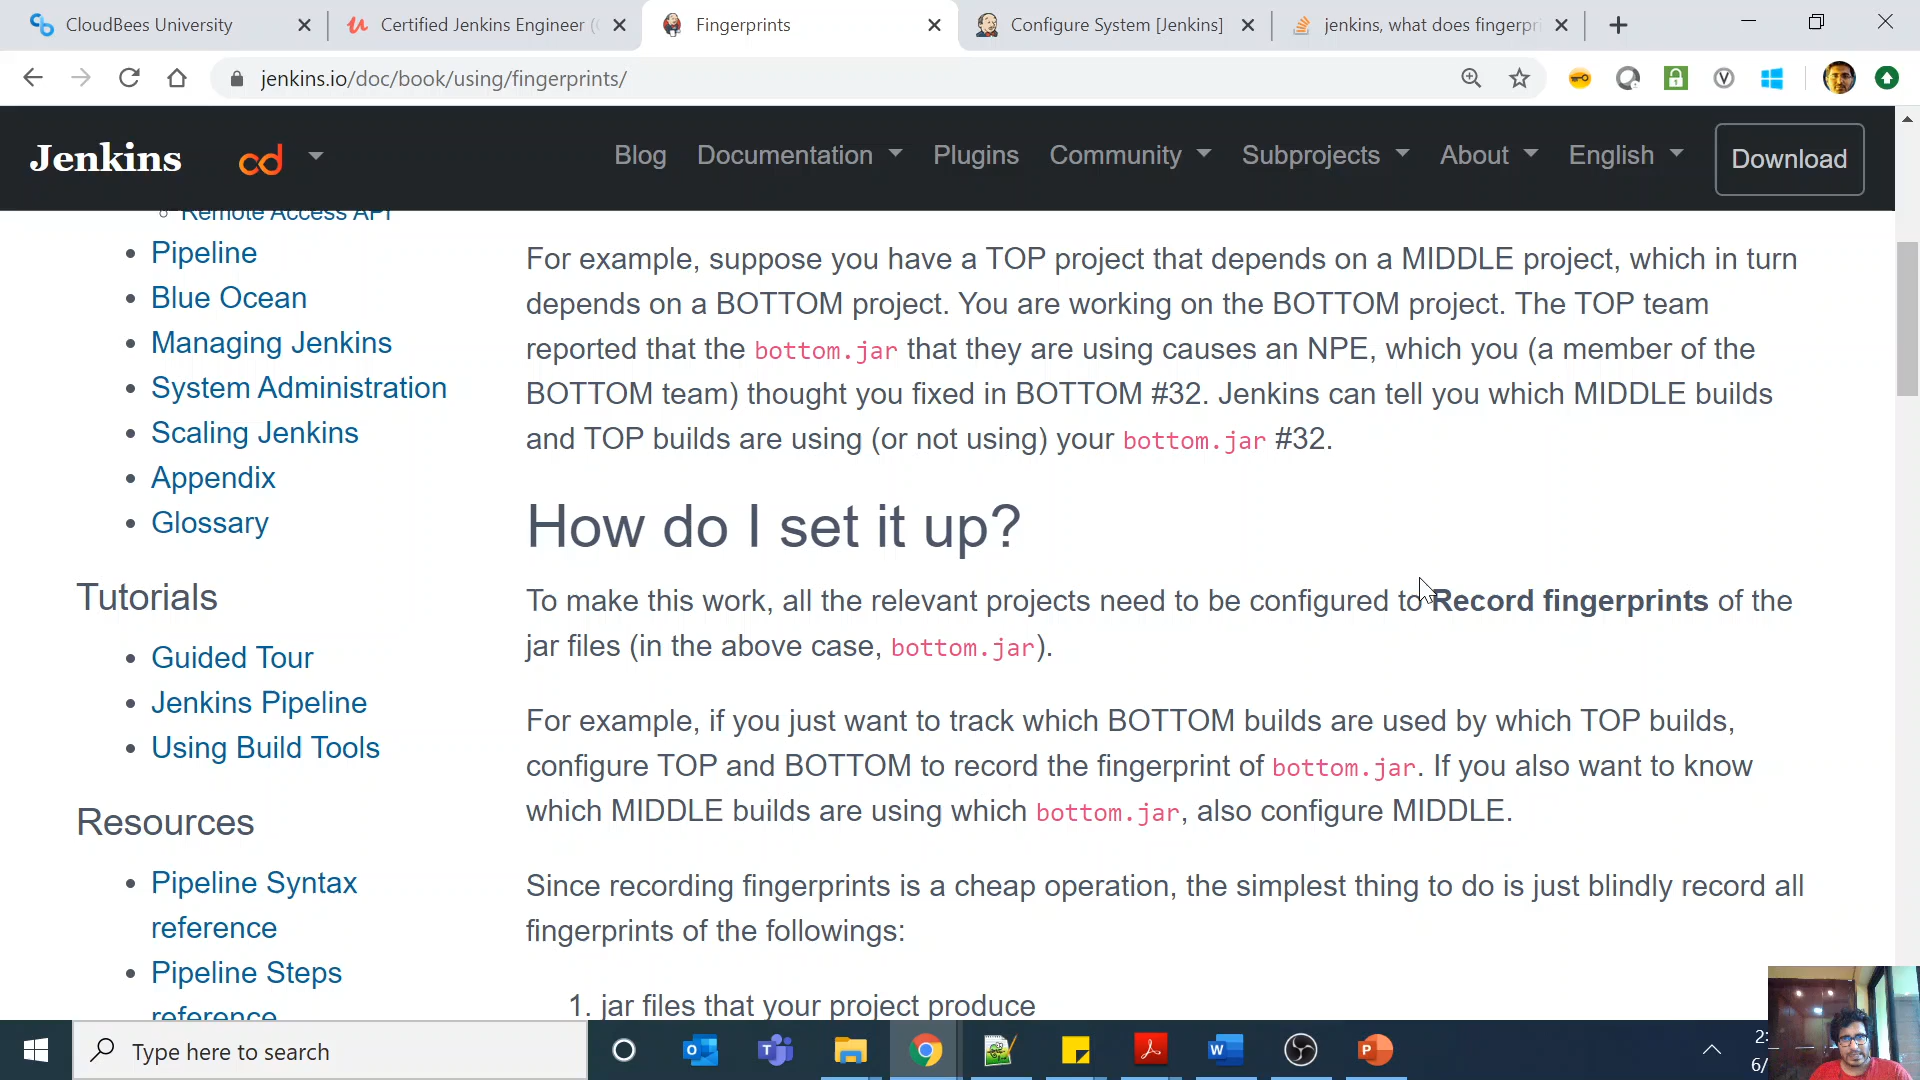 CloudBees University
Certified Jenkins Engineer (
Fingerprints
Configure System [Jenkins]
jenkins, what does fingerpri
jenkins.io/doc/book/using/fingerprints/
Jenkins
cd
Blog
Documentation
Plugins
Community
Subprojects
About
English
Download
Remote Access API
Pipeline
Blue Ocean
Managing Jenkins
System Administration
Scaling Jenkins
Appendix
Glossary
Tutorials
Guided Tour
Jenkins Pipeline
Using Build Tools
Resources
Pipeline Syntax
reference
Pipeline Steps
reference
For example, suppose you have a TOP project that depends on a MIDDLE project, which in turn
depends on a BOTTOM project. You are working on the BOTTOM project. The TOP team
reported that the bottom.jar that they are using causes an NPE, which you (a member of the
BOTTOM team) thought you fixed in BOTTOM #32. Jenkins can tell you which MIDDLE builds
and TOP builds are using (or not using) your bottom.jar #32.
How do I set it up?
To make this work, all the relevant projects need to be configured to Record fingerprints of the
jar files (in the above case, bottom.jar).
For example, if you just want to track which BOTTOM builds are used by which TOP builds,
configure TOP and BOTTOM to record the fingerprint of bottom.jar. If you also want to know
which MIDDLE builds are using which bottom.jar, also configure MIDDLE.
Since recording fingerprints is a cheap operation, the simplest thing to do is just blindly record all
fingerprints of the followings:
1. jar files that your project produce
Type here to search
2:
6/